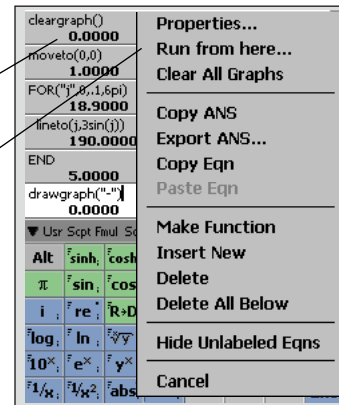 cleargraph()
0.0000
moveto(0,0)
1.0000
FOR("j",0,.1,6pi)
18.9000
lineto(j,3sin(j))
190.0000
END
5.0000
drawgraph("-")
0.0000
▼ Usr Scpt Fmul
Alt sinh; cosh
π sin; cos
i ; re ; R→D
log; ln ; ˣ√y
10ˣ; eˣ ; yˣ
1/x; 1/x²; abs
Properties...
Run from here...
Clear All Graphs
Copy ANS
Export ANS...
Copy Eqn
Paste Eqn
Make Function
Insert New
Delete
Delete All Below
Hide Unlabeled Eqns
Cancel